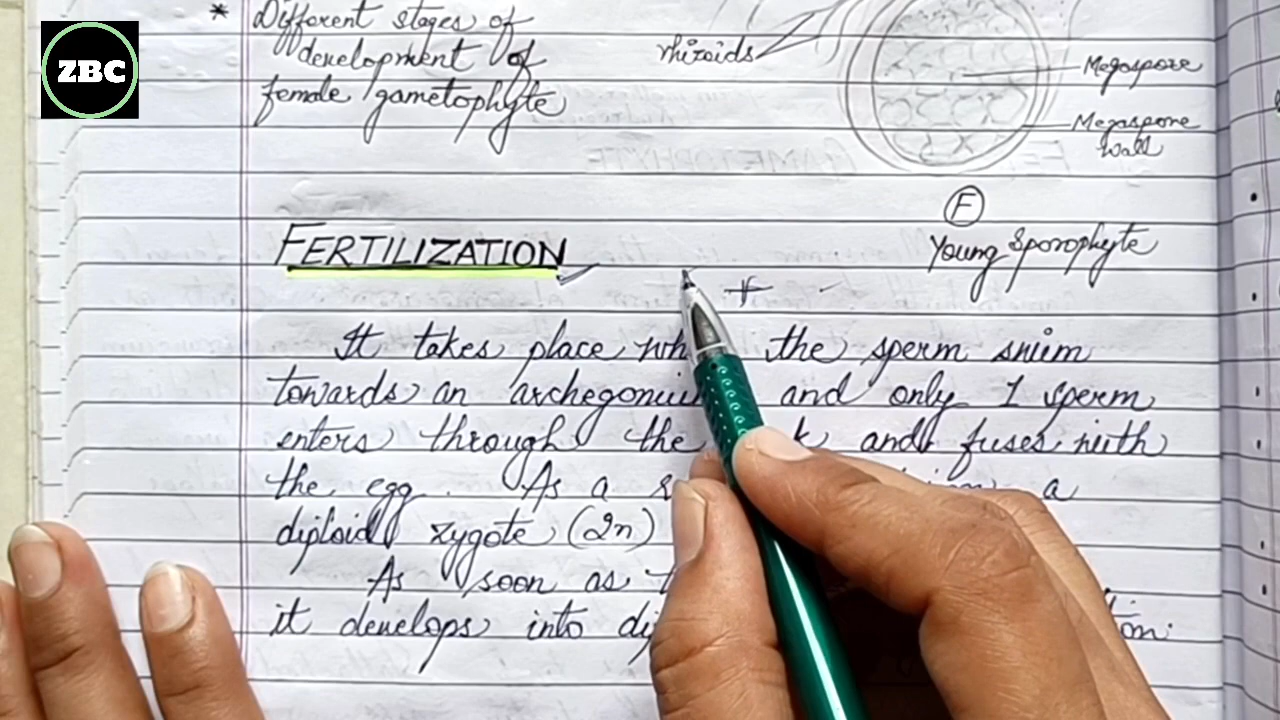 ZBC
* Different stages of
development of
female gametophyte
rhizoids
Megaspore
Megaspore
wall
F
Young Sporophyte
FERTILIZATION
It takes place the sperm swim
towards an and only 1 sperm
enters through the and fuses with
the egg. As a a
diploid zygote (2n)
As soon as
it develops into